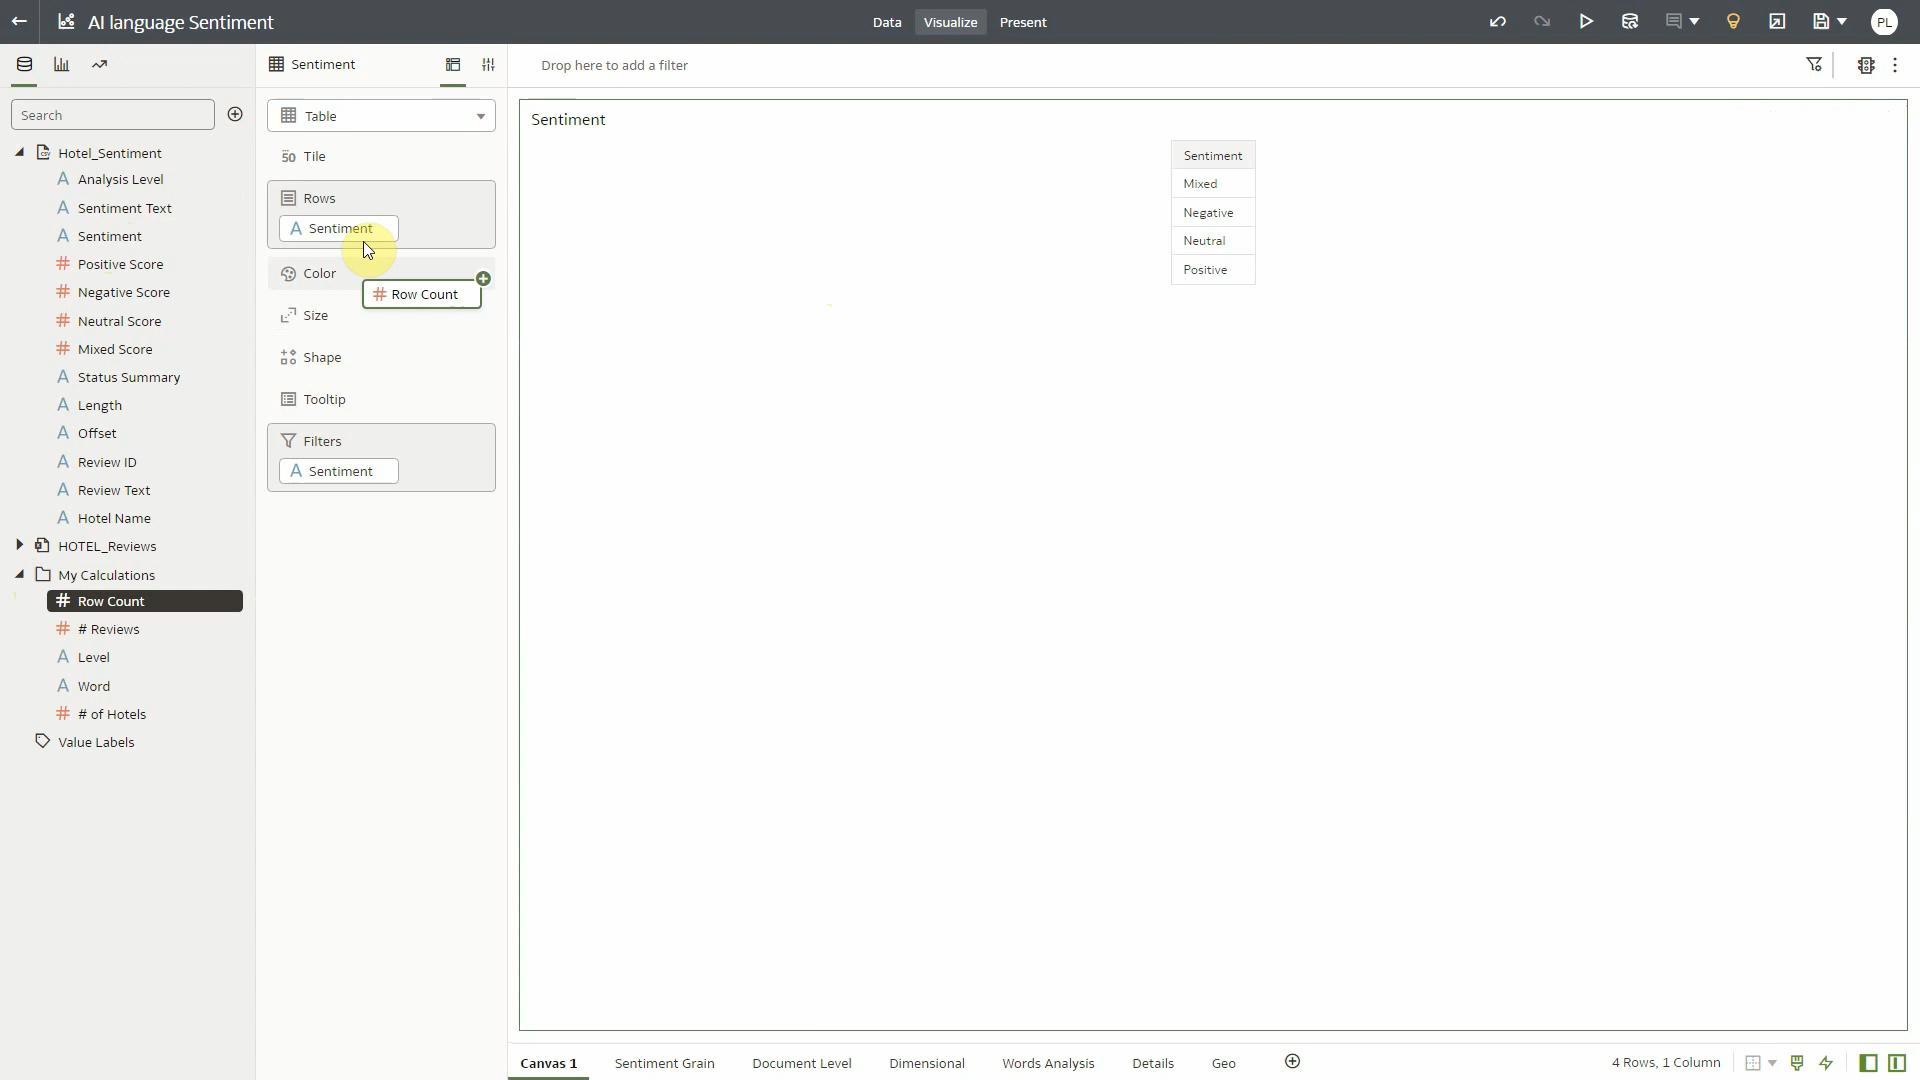 AI language Sentiment
Data
Visualize
Present
PL
Search
Hotel_Sentiment
Analysis Level
Sentiment Text
Sentiment
Positive Score
Negative Score
Neutral Score
Mixed Score
Status Summary
Length
Offset
Review ID
Review Text
Hotel Name
HOTEL_Reviews
My Calculations
Row Count
# Reviews
Level
Word
# of Hotels
Value Labels
Sentiment
Table
50 Tile
Rows
A Sentiment
Color
# Row Count
Size
Shape
Tooltip
Filters
A Sentiment
Drop here to add a filter
Sentiment
Sentiment
Mixed
Negative
Neutral
Positive
Canvas 1
Sentiment Grain
Document Level
Dimensional
Words Analysis
Details
Geo
4 Rows, 1 Column